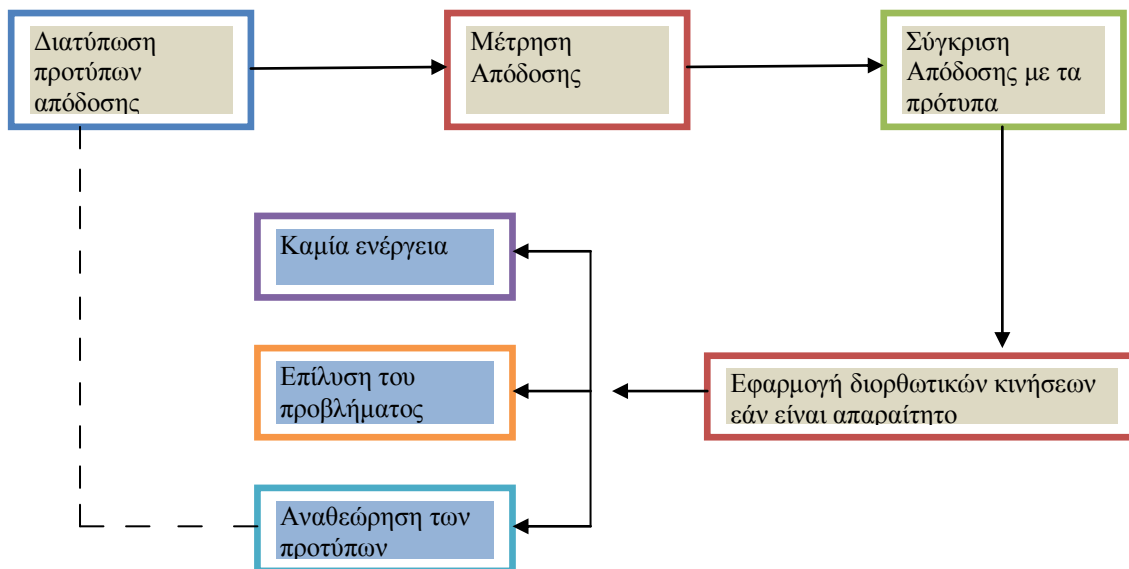 Διατύπωση
προτύπων
απόδοσης
Μέτρηση
Απόδοσης
Σύγκριση
Απόδοσης με τα
πρότυπα
Καμία ενέργεια
Επίλυση του
προβλήματος
Εφαρμογή διορθωτικών κινήσεων
εάν είναι απαραίτητο
Αναθεώρηση των
προτύπων